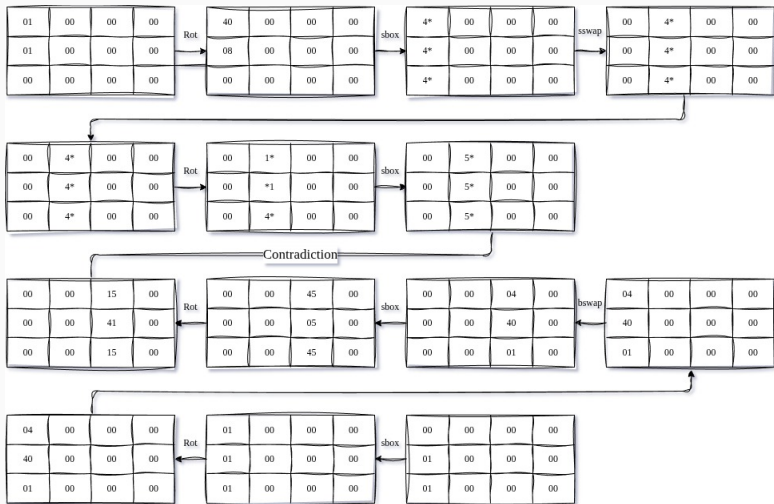 01 00 00 00 Rot 40 00 00 00 sbox 4* 00 00 00 sswap 00 4* 00 00
01 00 00 00 08 00 00 00 4* 00 00 00 00 4* 00 00
00 00 00 00 00 00 00 00 4* 00 00 00 00 4* 00 00
00 4* 00 00 Rot 00 1* 00 00 sbox 00 5* 00 00
00 4* 00 00 00 *1 00 00 00 5* 00 00
00 4* 00 00 00 4* 00 00 00 5* 00 00
Contradiction
00 00 15 00 Rot 00 00 45 00 sbox 00 00 04 00 bswap 04 00 00 00
00 00 41 00 00 00 05 00 00 00 40 00 40 00 00 00
00 00 15 00 00 00 45 00 00 00 01 00 01 00 00 00
04 00 00 00 Rot 01 00 00 00 sbox 00 00 00 00
40 00 00 00 01 00 00 00 01 00 00 00
01 00 00 00 01 00 00 00 01 00 00 00